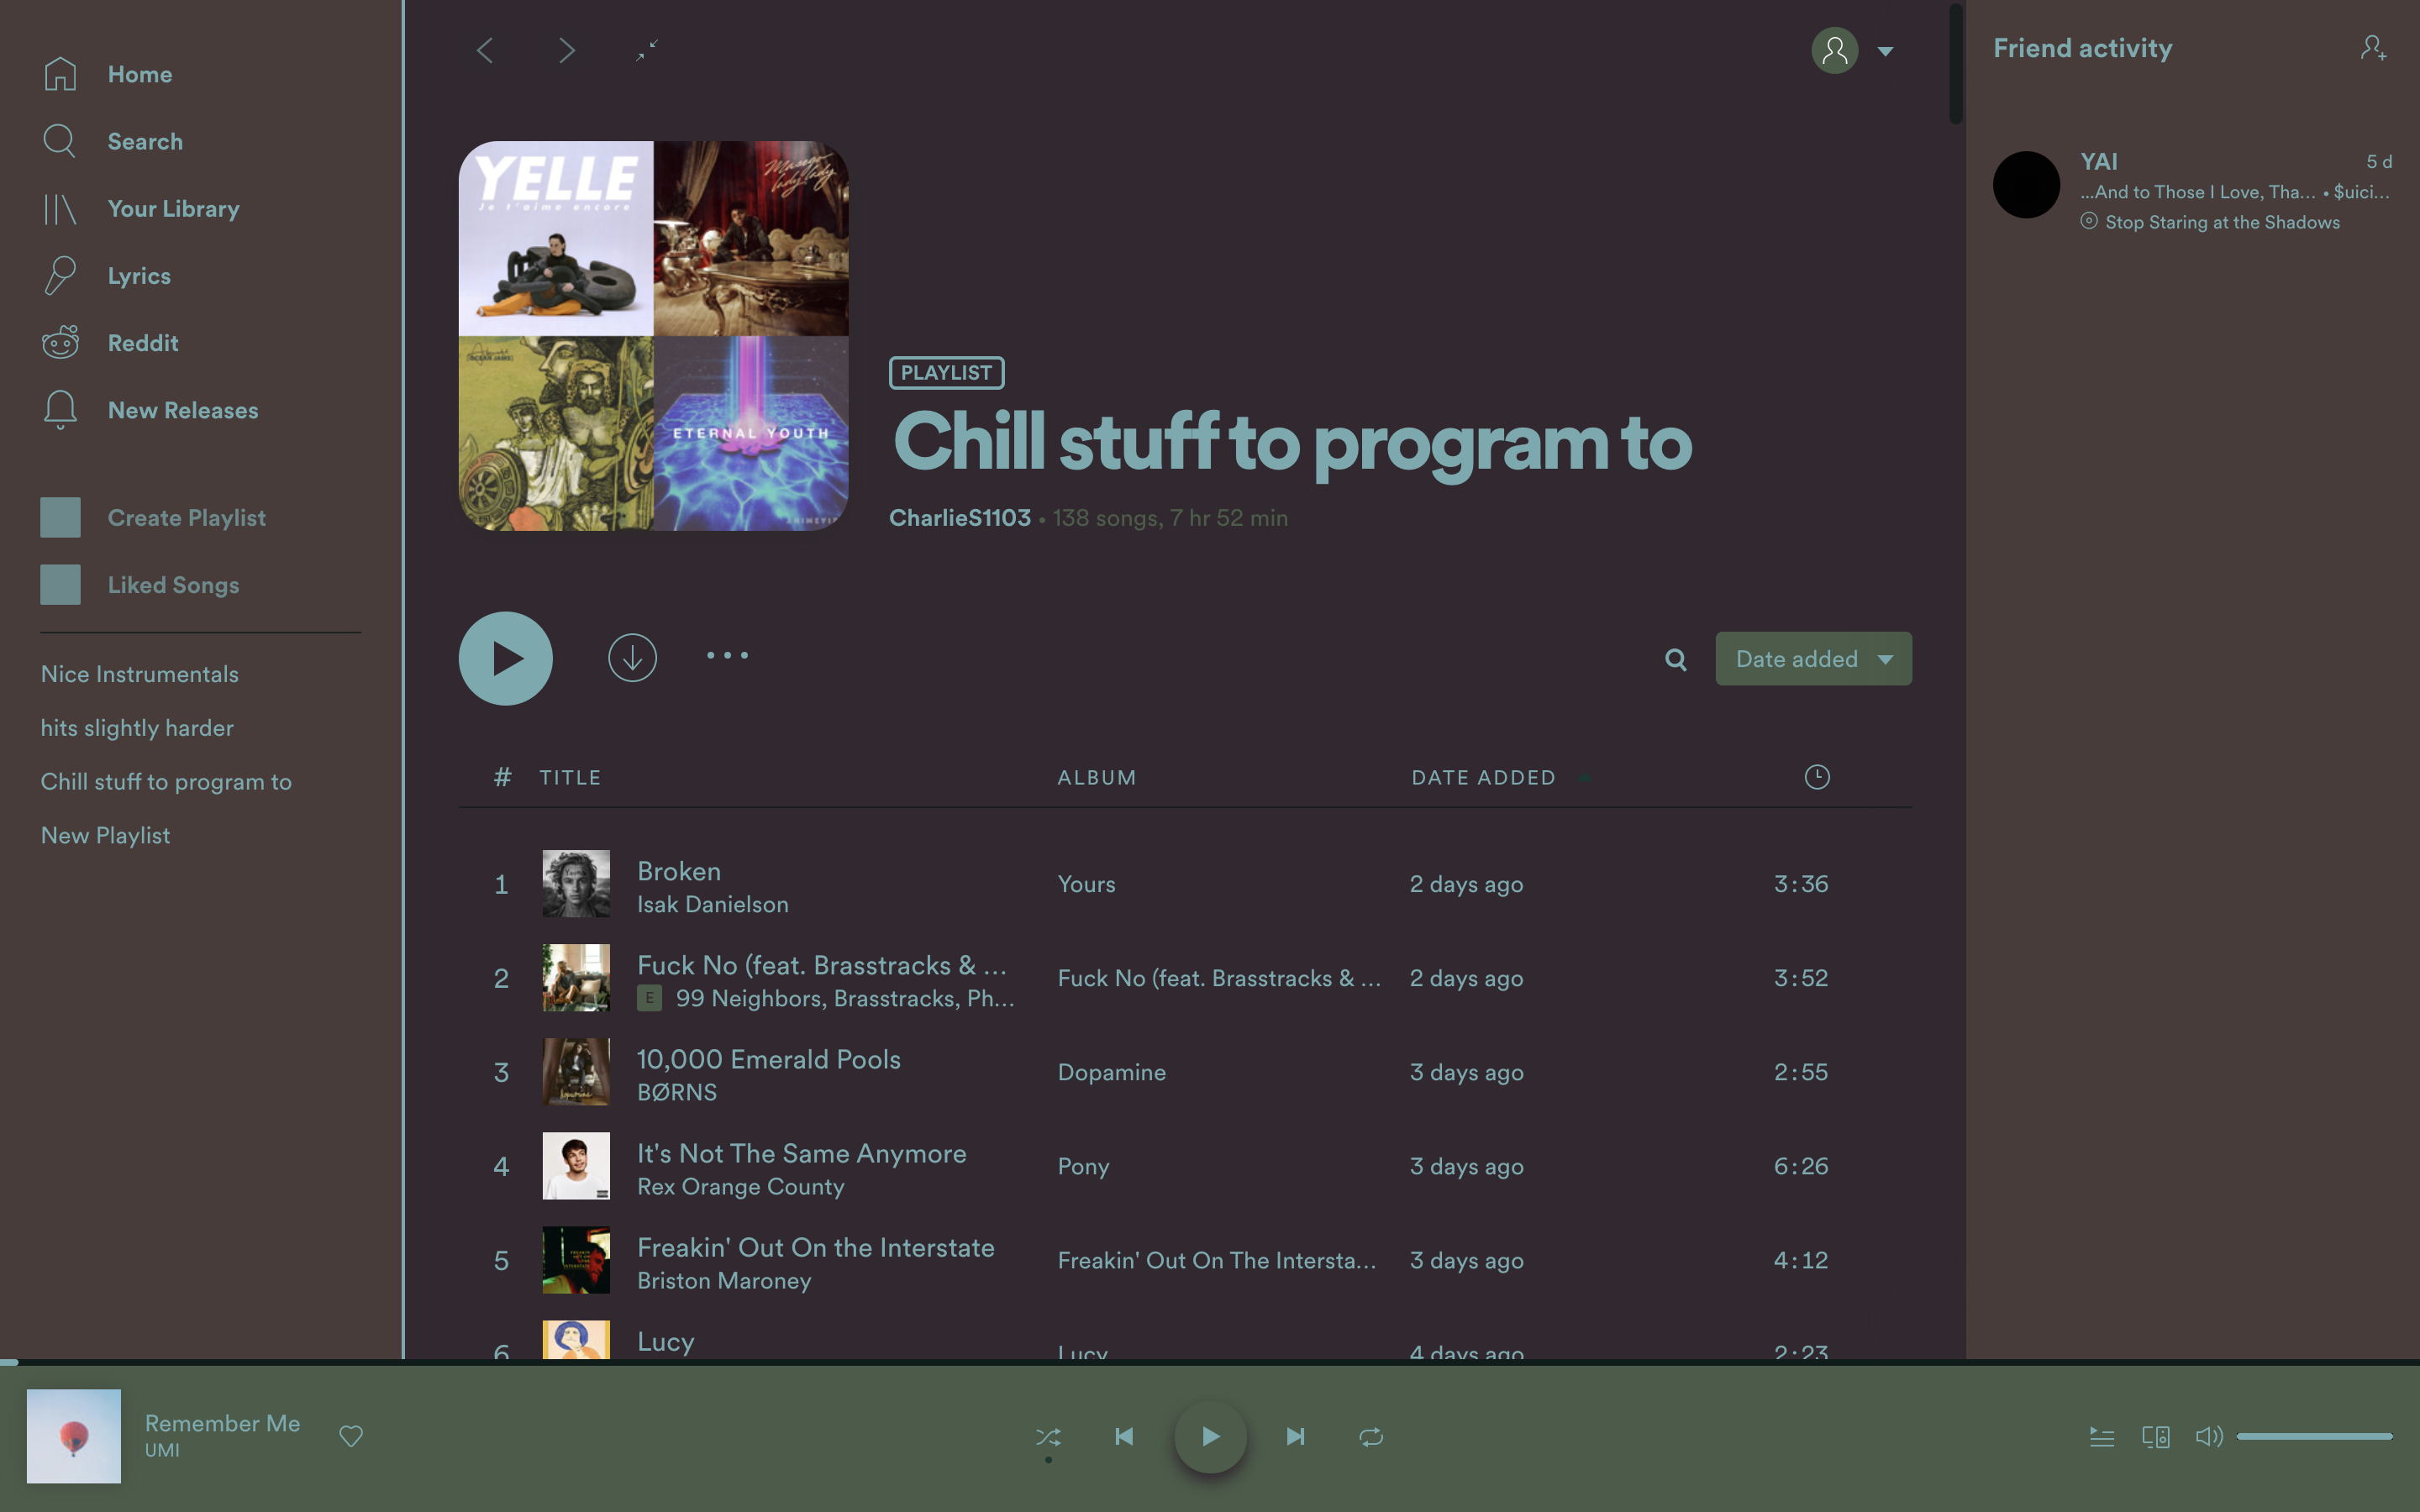 Home
Search
Your Library
Lyrics
Reddit
New Releases
Create Playlist
Liked Songs
Nice Instrumentals
hits slightly harder
Chill stuff to program to
New Playlist
YELLE
Je t'aime encore
Masego
lady lady
ETERNAL YOUTH
PLAYLIST
Chill stuff to program to
CharlieS1103 • 138 songs, 7 hr 52 min
Date added
# TITLE ALBUM DATE ADDED
1 Broken Yours 2 days ago 3:36
Isak Danielson
2 Fuck No (feat. Brasstracks & ... Fuck No (feat. Brasstracks & ... 2 days ago 3:52
E 99 Neighbors, Brasstracks, Ph...
3 10,000 Emerald Pools Dopamine 3 days ago 2:55
BØRNS
4 It's Not The Same Anymore Pony 3 days ago 6:26
Rex Orange County
5 Freakin' Out On the Interstate Freakin' Out On The Intersta... 3 days ago 4:12
Briston Maroney
6 Lucy Lucy 4 days ago 2:23
Friend activity
YAI 5 d
...And to Those I Love, Tha... • $uici...
Stop Staring at the Shadows
Remember Me
UMI